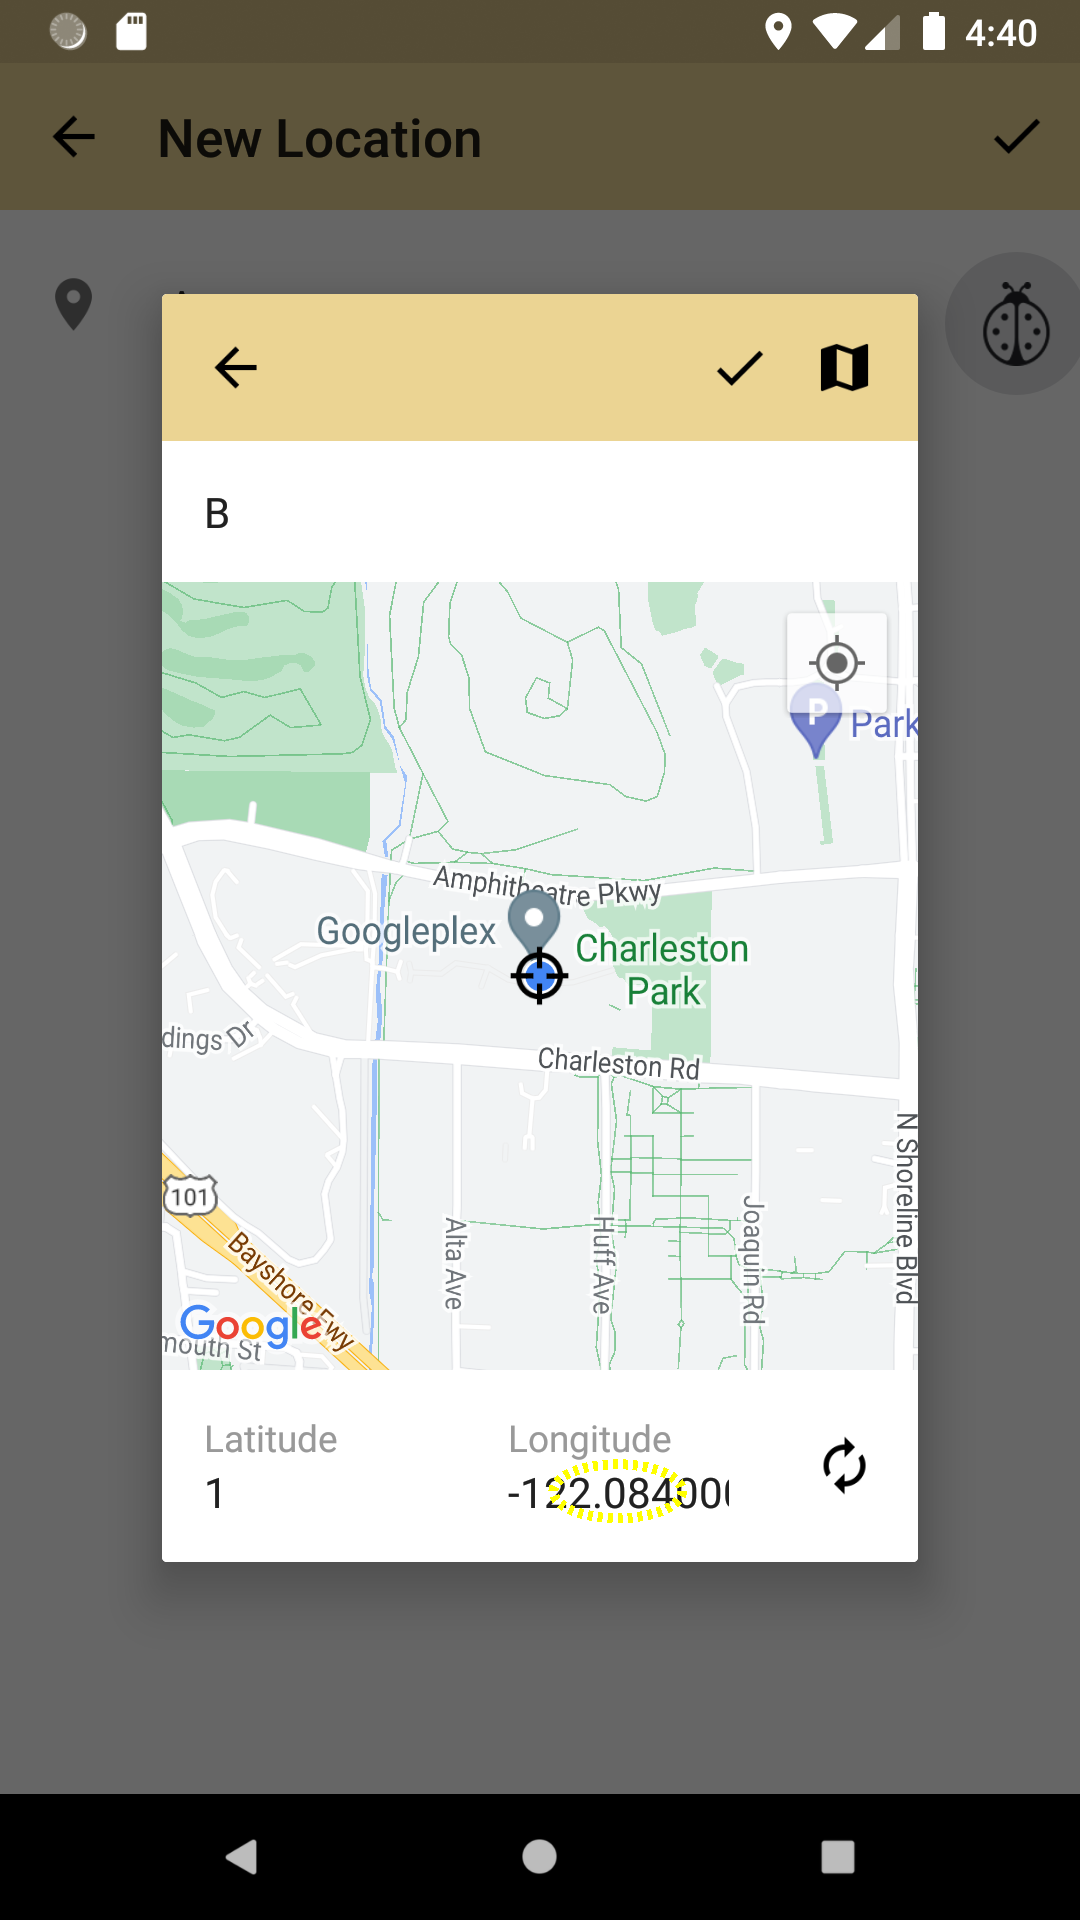 4:40
New Location
B
P Park
Amphitheatre Pkwy
Googleplex
Charleston
Park
dings Dr
Charleston Rd
N Shoreline Blvd
101
Bayshore Fwy
Alta Ave
Huff Ave
Joaquin Rd
Google
mouth St
Latitude
Longitude
1
-122.084000